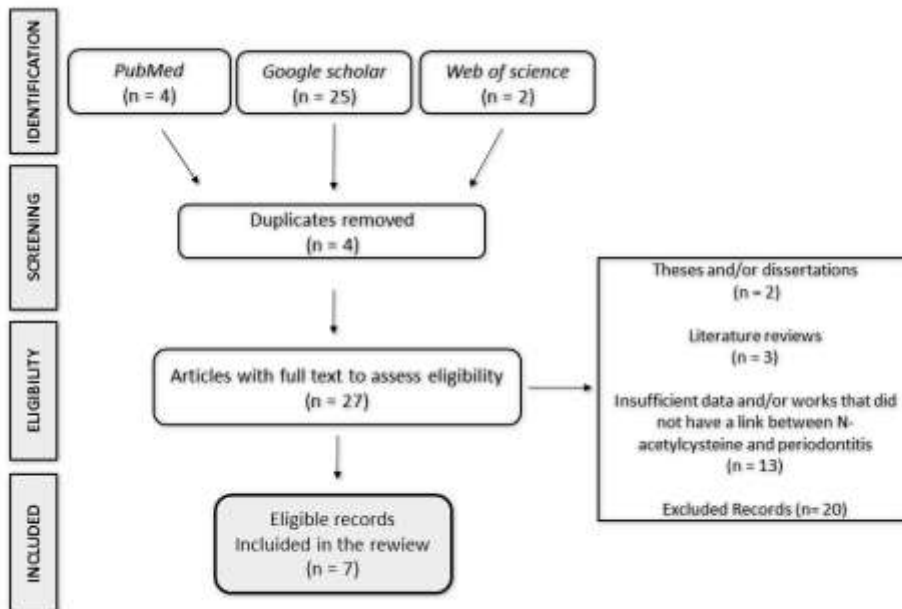 IDENTIFICATION
PubMed
(n = 4)
Google scholar
(n = 25)
Web of science
(n = 2)
SCREENING
Duplicates removed
(n = 4)
ELIGIBILITY
Articles with full text to assess eligibility
(n = 27)
Theses and/or dissertations
(n = 2)
Literature reviews
(n = 3)
Insufficient data and/or works that did
not have a link between N-
acetylcysteine and periodontitis
(n = 13)
Excluded Records (n= 20)
INCLUDED
Eligible records
Incluided in the rewiew
(n = 7)